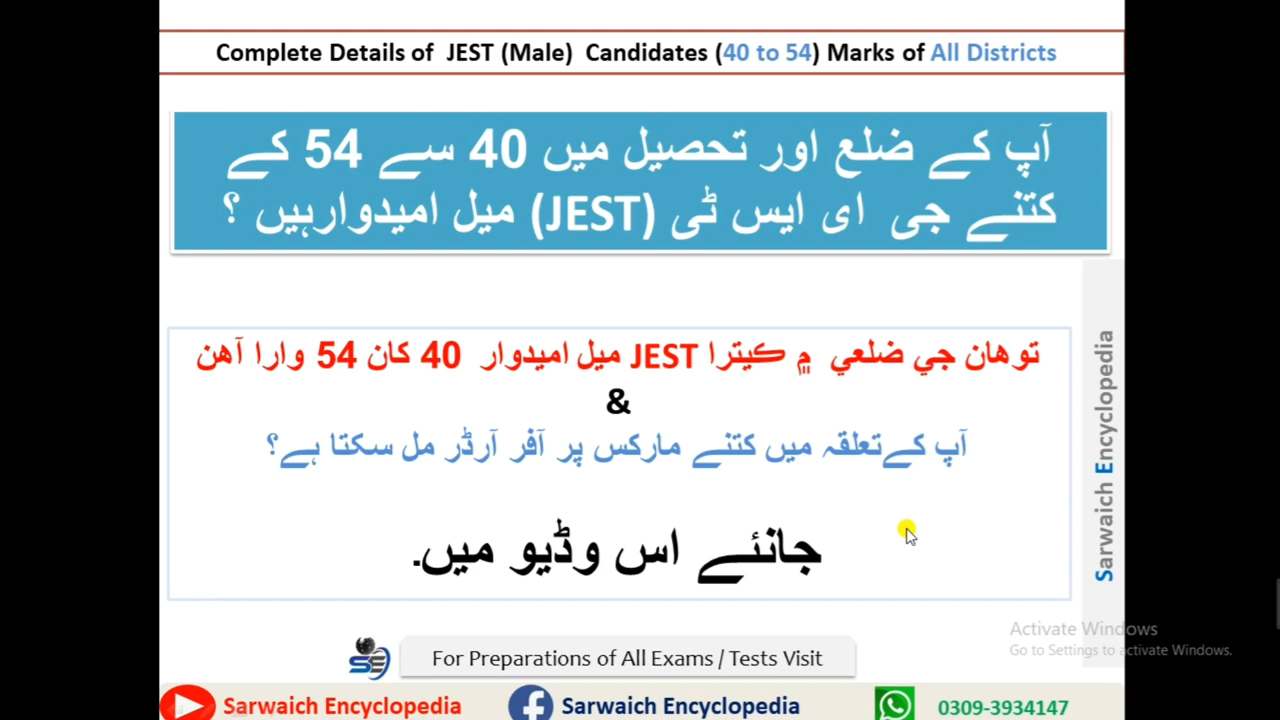 Complete Details of JEST (Male) Candidates (40 to 54) Marks of All Districts
آپ کے ضلع اور تحصیل میں 40 سے 54 کے
کتنے جی ای ایس ٹی (JEST) میل امیدوارہیں ؟
توهان جي ضلعي ۾ ڪيترا JEST ميل اميدوار 40 کان 54 وارا آهن
&
آپ کےتعلقہ میں کتنے مارکس پر آفر آرڈر مل سکتا ہے؟
جانئے اس وڈیو میں.
Sarwaich Encyclopedia
Activate Windows
Go to Settings to activate Windows.
SE
For Preparations of All Exams / Tests Visit
Sarwaich Encyclopedia
Sarwaich Encyclopedia
0309-3934147